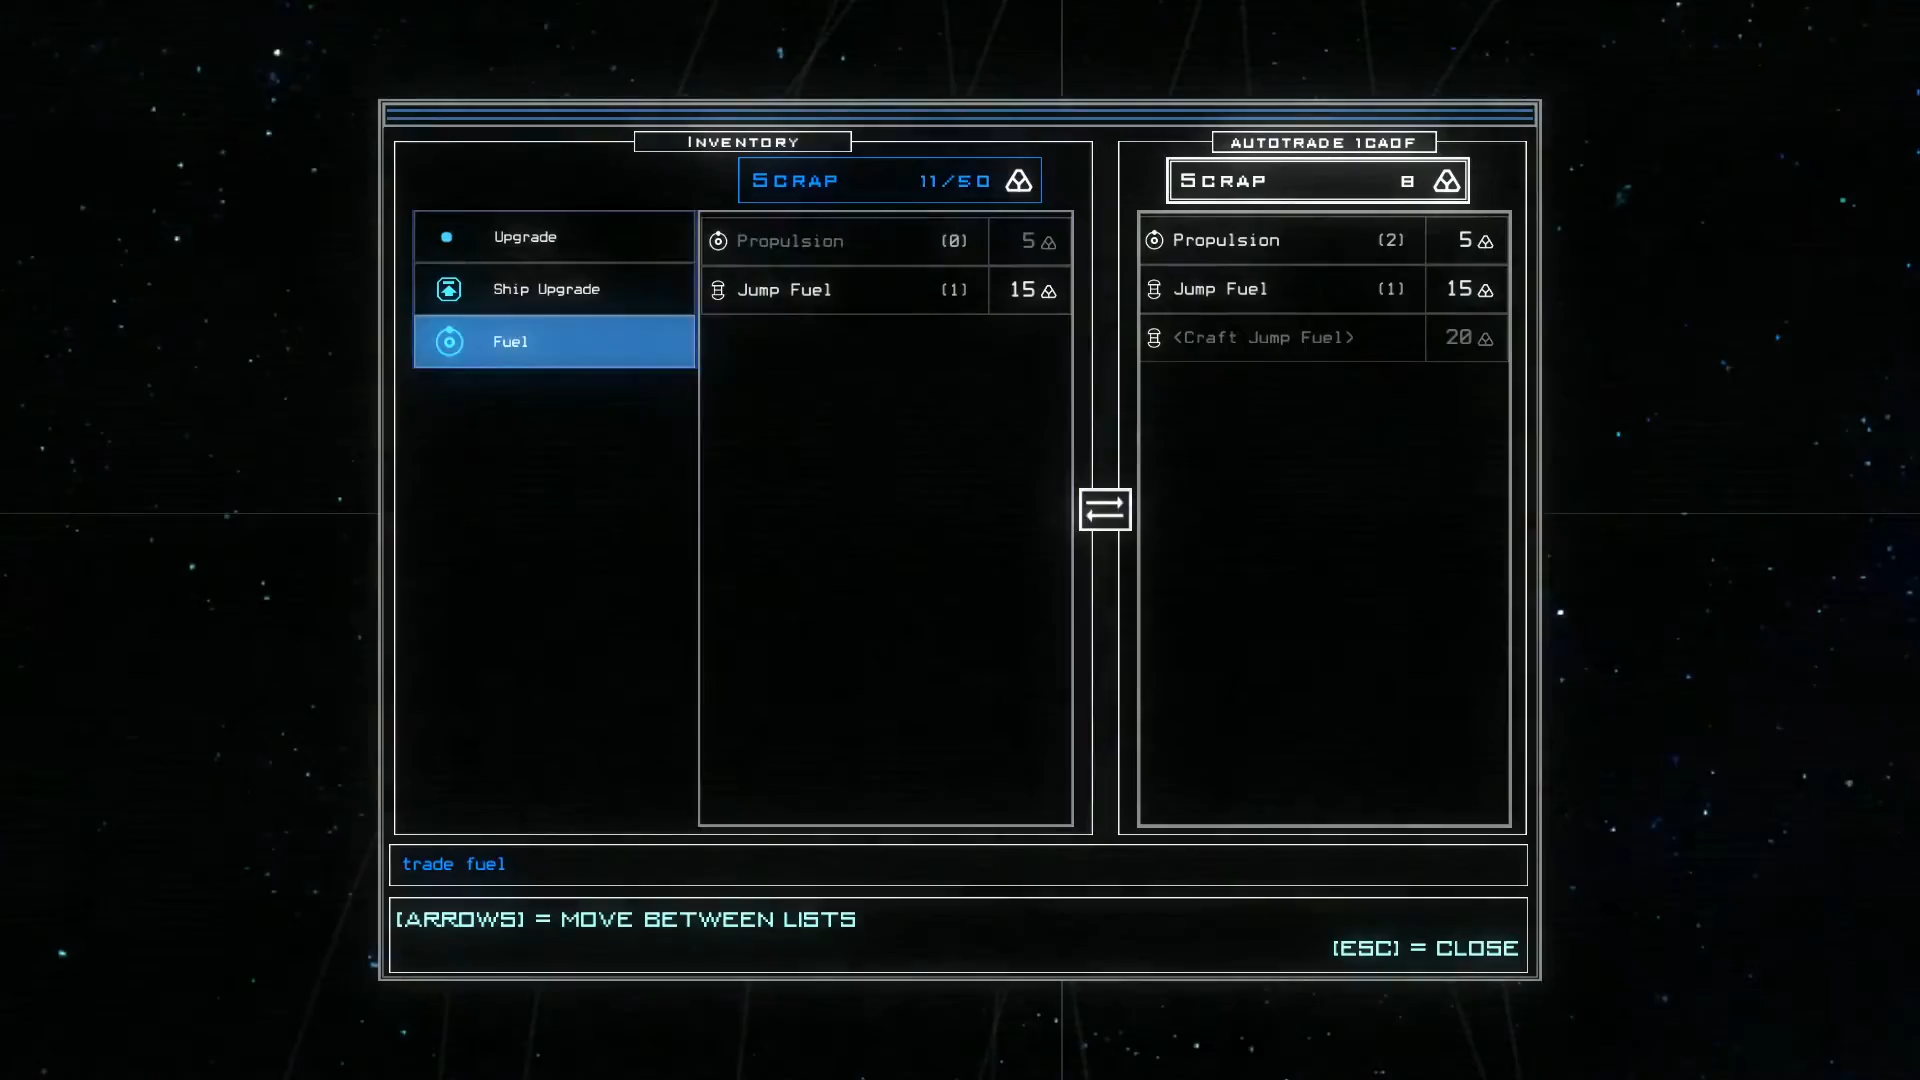 INVENTORY
SCRAP 11/50
Upgrade
Ship Upgrade
Fuel
Propulsion (0) 5
Jump Fuel (1) 15
AUTOTRADE 1CA0F
SCRAP 8
Propulsion (2) 5
Jump Fuel (1) 15
<Craft Jump Fuel> 20
trade fuel
[ARROWS] = MOVE BETWEEN LISTS
[ESC] = CLOSE